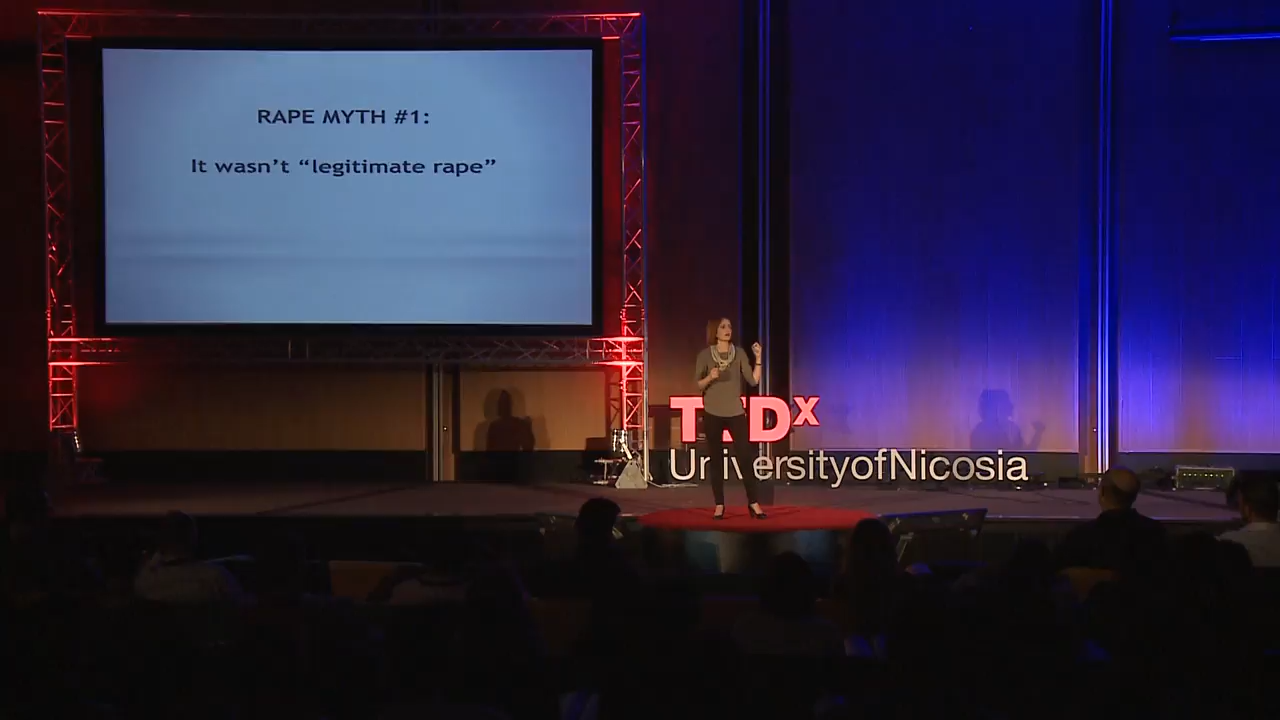 RAPE MYTH #1:
It wasn't “legitimate rape”
TEDx
UniversityofNicosia